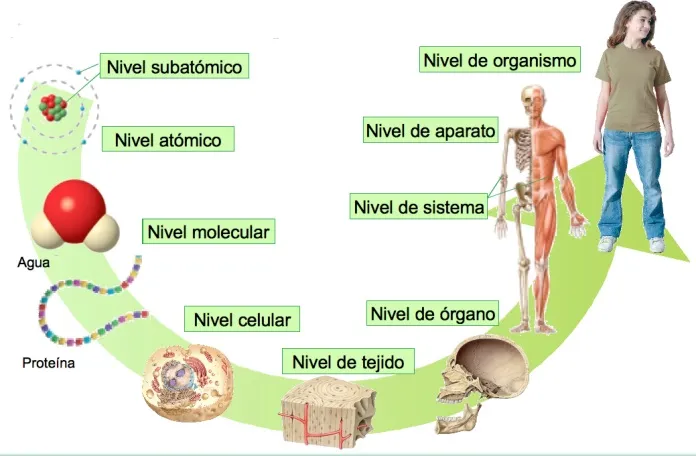 Nivel subatómico
Nivel atómico
Nivel molecular
Agua
Proteína
Nivel celular
Nivel de tejido
Nivel de órgano
Nivel de sistema
Nivel de aparato
Nivel de organismo